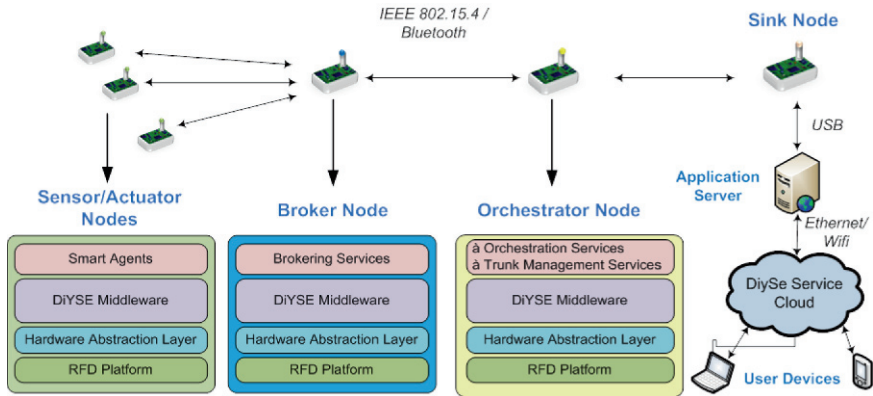 IEEE 802.15.4 /
Bluetooth
Sink Node
USB
Application
Server
Ethernet/
Wifi
DiySe Service
Cloud
User Devices
Sensor/Actuator
Nodes
Smart Agents
DiYSE Middleware
Hardware Abstraction Layer
RFD Platform
Broker Node
Brokering Services
DiYSE Middleware
Hardware Abstraction Layer
RFD Platform
Orchestrator Node
à Orchestration Services
à Trunk Management Services
DiYSE Middleware
Hardware Abstraction Layer
RFD Platform